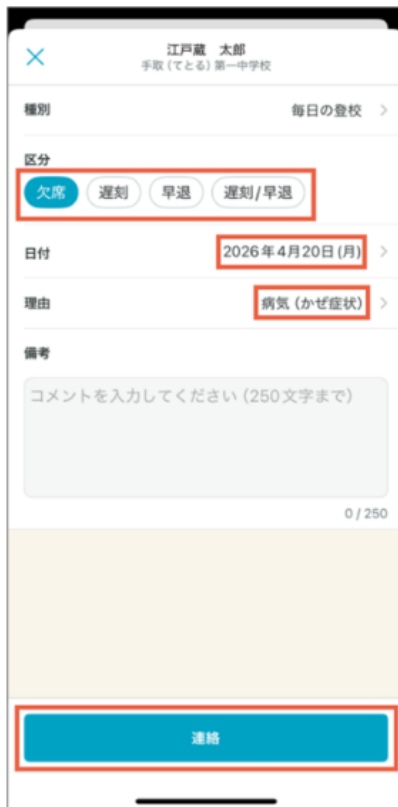 江戸蔵　太郎
手取（てとる）第一中学校
種別 毎日の登校
区分
欠席 遅刻 早退 遅刻/早退
日付 2026年4月20日(月)
理由 病気（かぜ症状）
備考
コメントを入力してください（250文字まで）
0 / 250
連絡